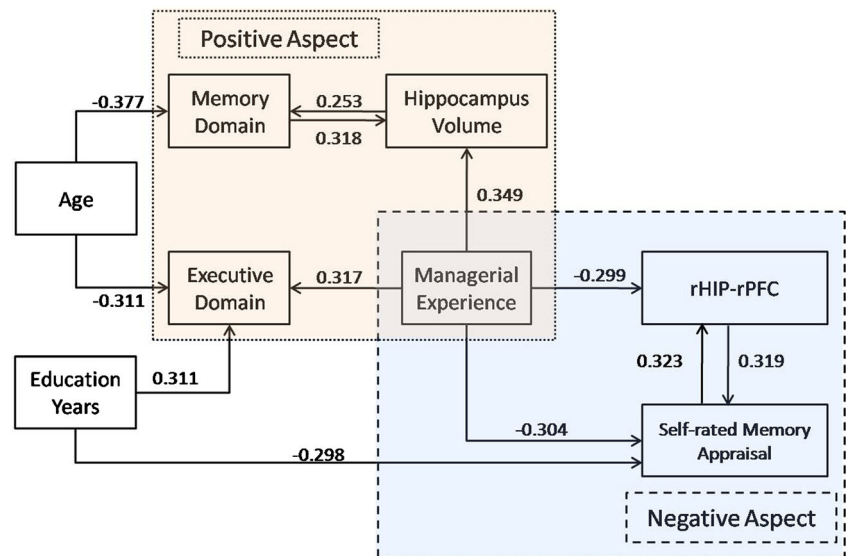 Positive Aspect
-0.377
Memory
Domain
0.253
0.318
Hippocampus
Volume
Age
0.349
-0.311
Executive
Domain
0.317
Managerial
Experience
-0.299
rHIP-rPFC
Education
Years
0.311
0.323
0.319
-0.304
Self-rated Memory
Appraisal
-0.298
Negative Aspect